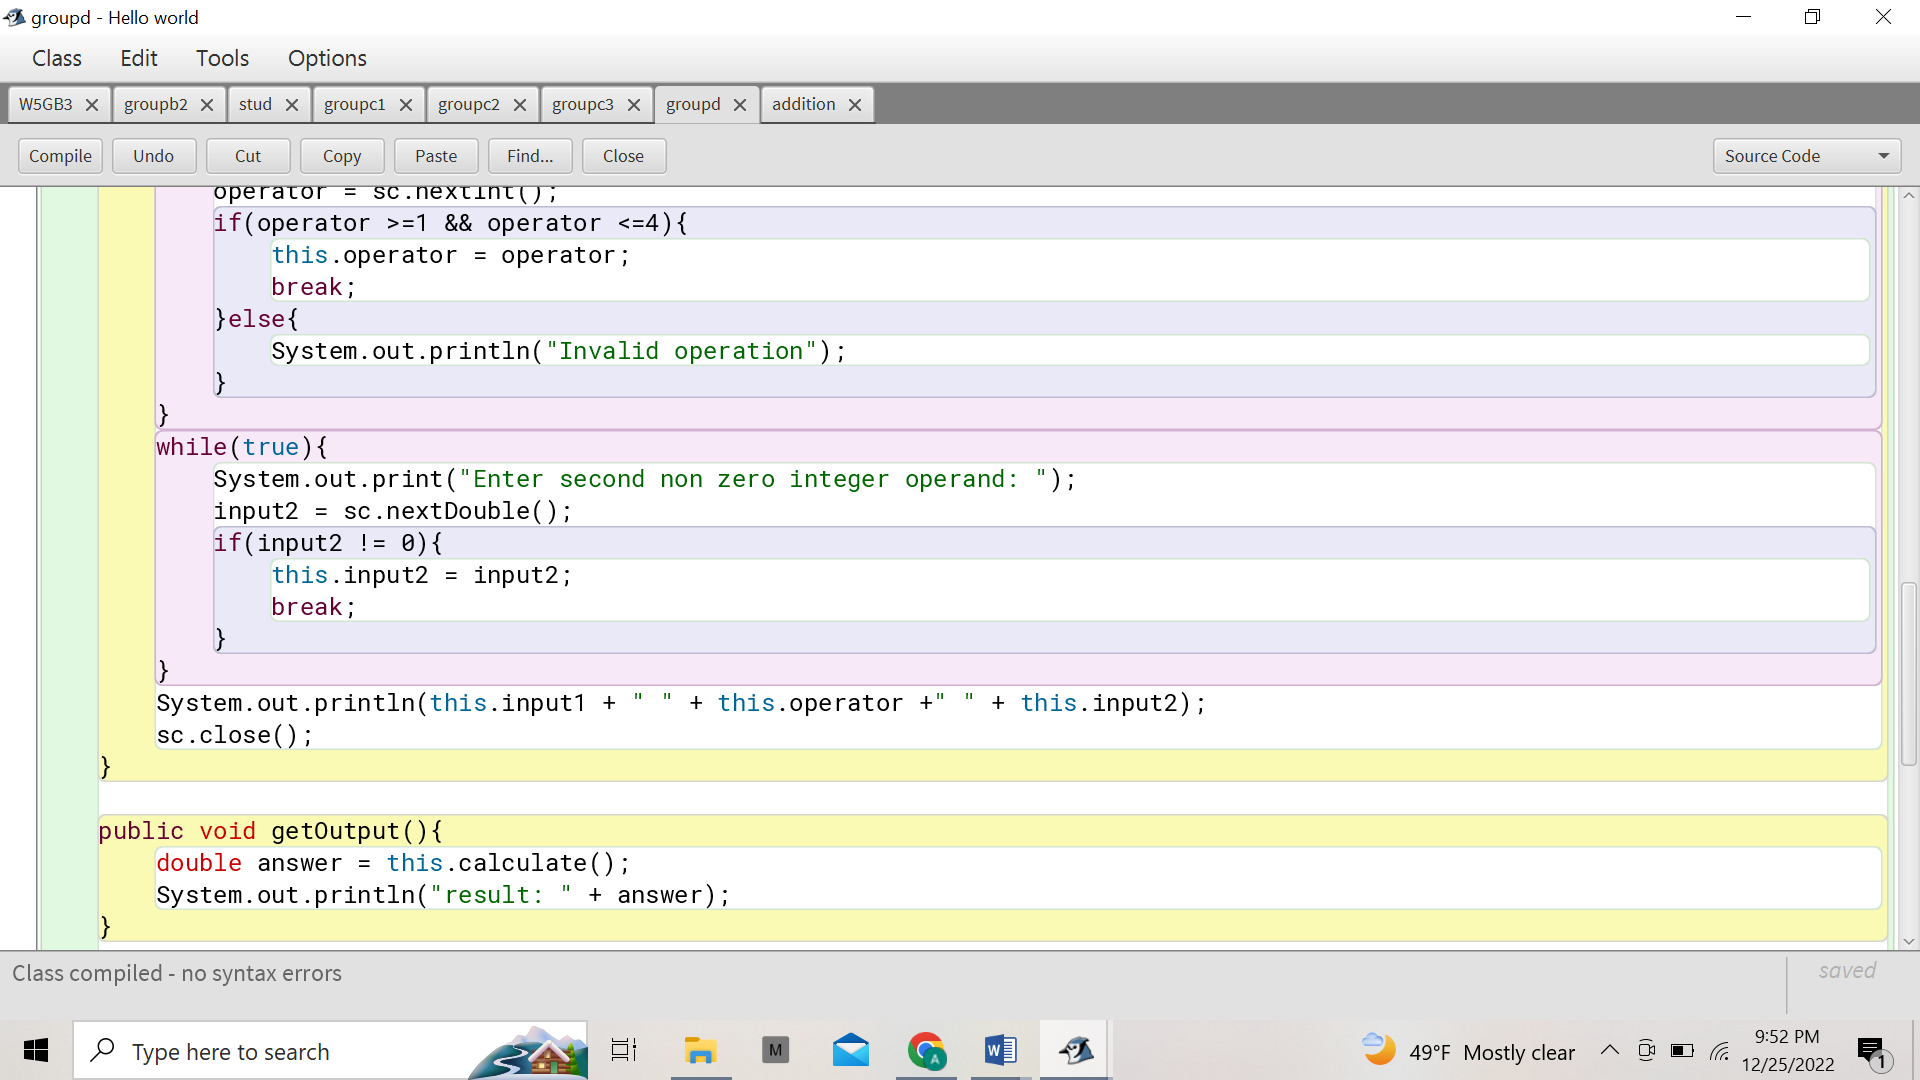 groupd - Hello world
Class Edit Tools Options
W5GB3 groupb2 stud groupc1 groupc2 groupc3 groupd addition
Compile Undo Cut Copy Paste Find... Close Source Code
operator = sc.nextInt();
if(operator >=1 && operator <=4){
this.operator = operator;
break;
}else{
System.out.println("Invalid operation");
}
}
while(true){
System.out.print("Enter second non zero integer operand: ");
input2 = sc.nextDouble();
if(input2 != 0){
this.input2 = input2;
break;
}
}
System.out.println(this.input1 + " " + this.operator +" " + this.input2);
sc.close();
}
public void getOutput(){
double answer = this.calculate();
System.out.println("result: " + answer);
}
Class compiled - no syntax errors
saved
Type here to search
M
A
W
49°F Mostly clear
9:52 PM
12/25/2022
1